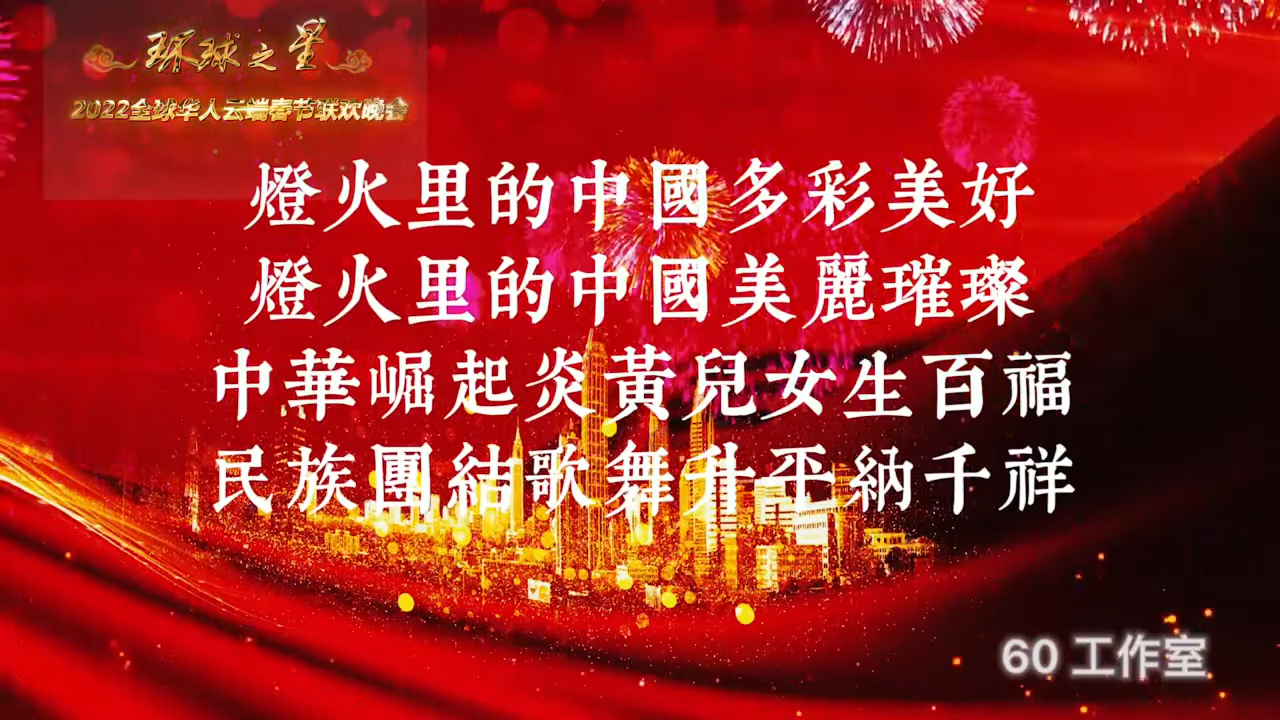 环球之星
2022全球华人云端春节联欢晚会
燈火里的中國多彩美好
燈火里的中國美麗璀璨
中華崛起炎黃兒女生百福
民族團結歌舞升平納千祥
60 工作室